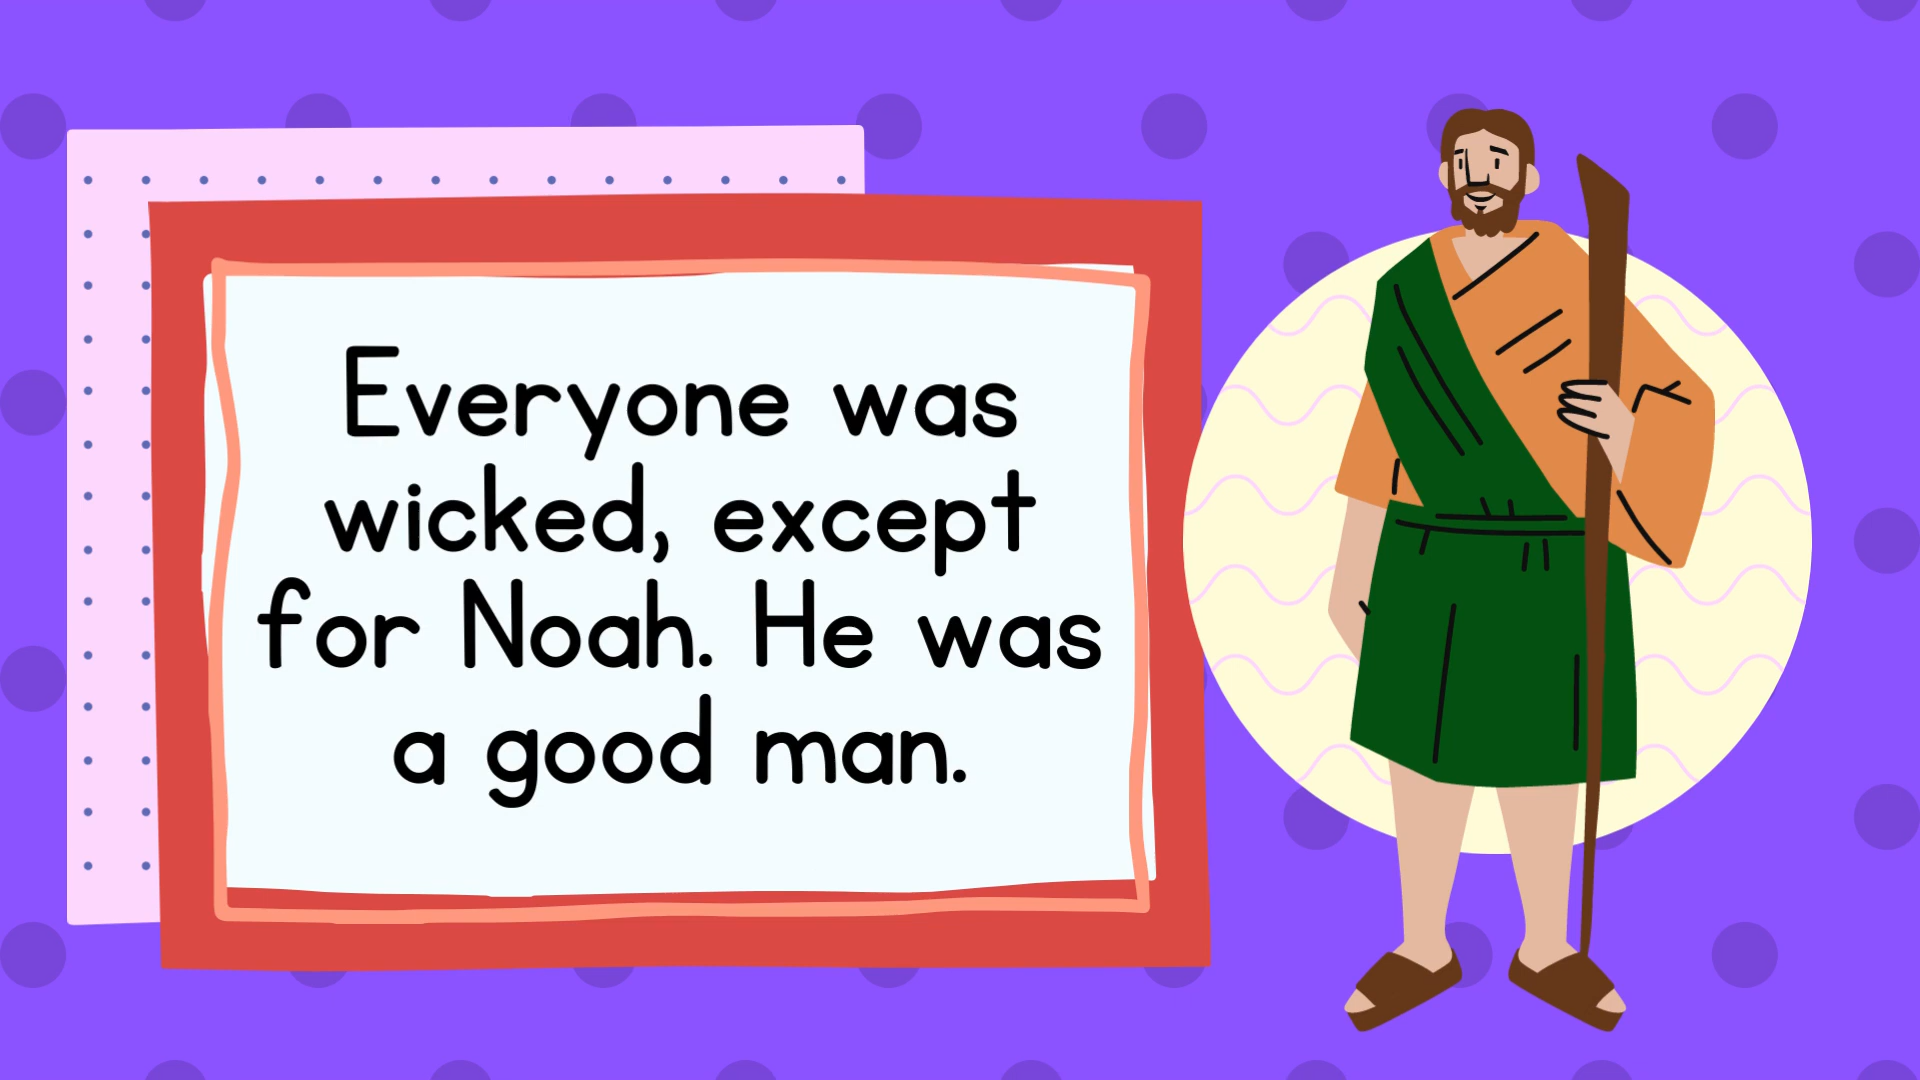 Everyone was
wicked, except
for Noah. He was
a good man.